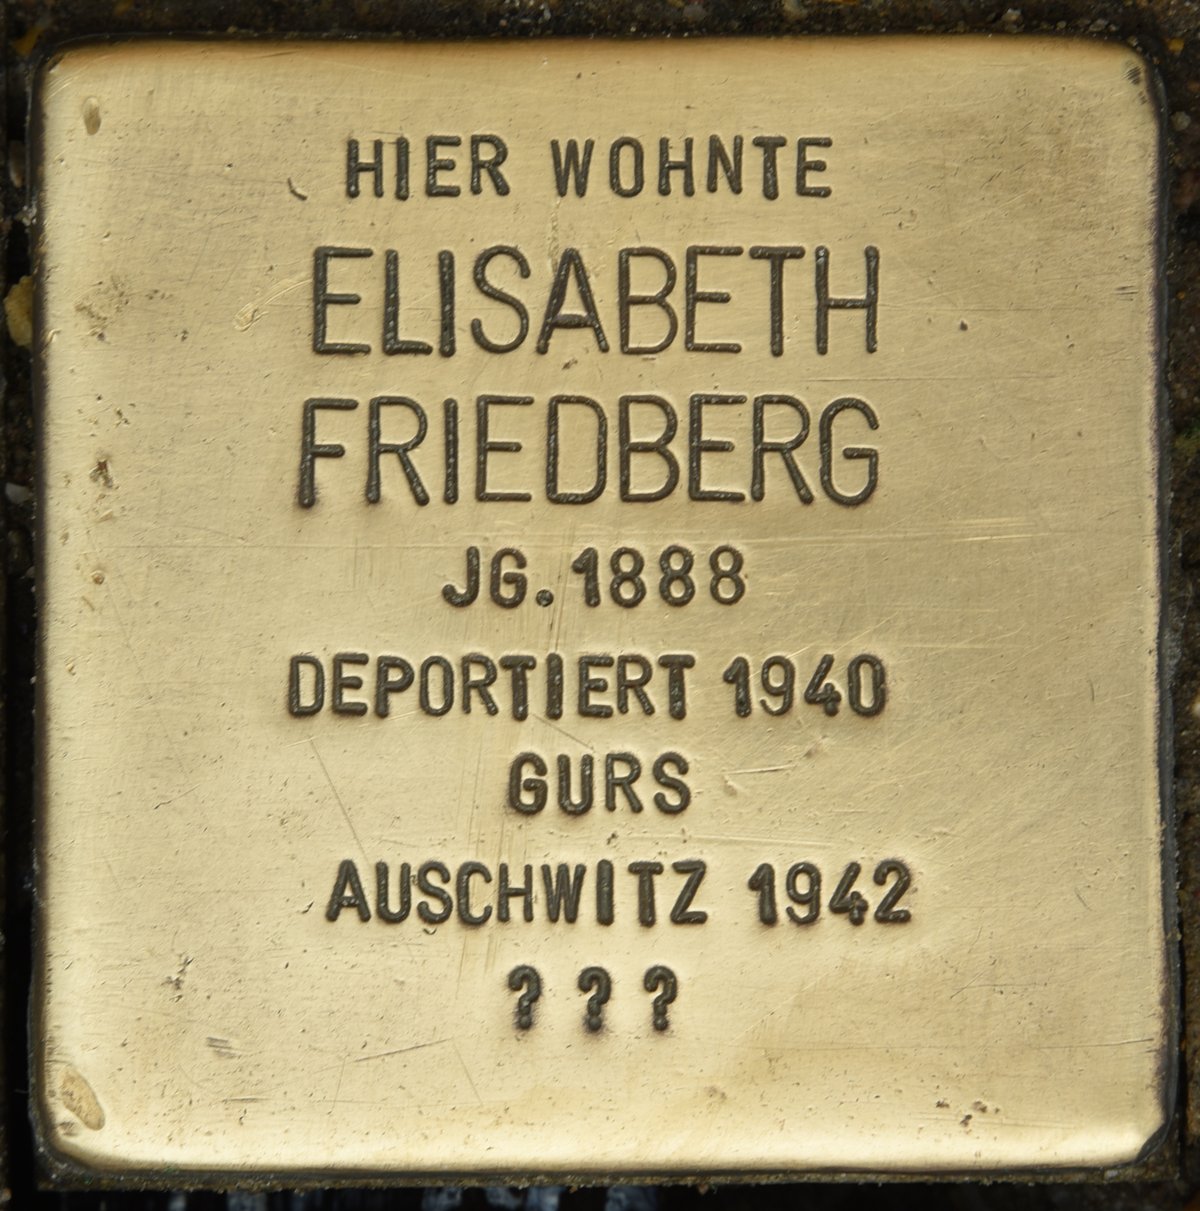 HIER WOHNTE
ELISABETH
FRIEDBERG
JG. 1888
DEPORTIERT 1940
GURS
AUSCHWITZ 1942
? ? ?